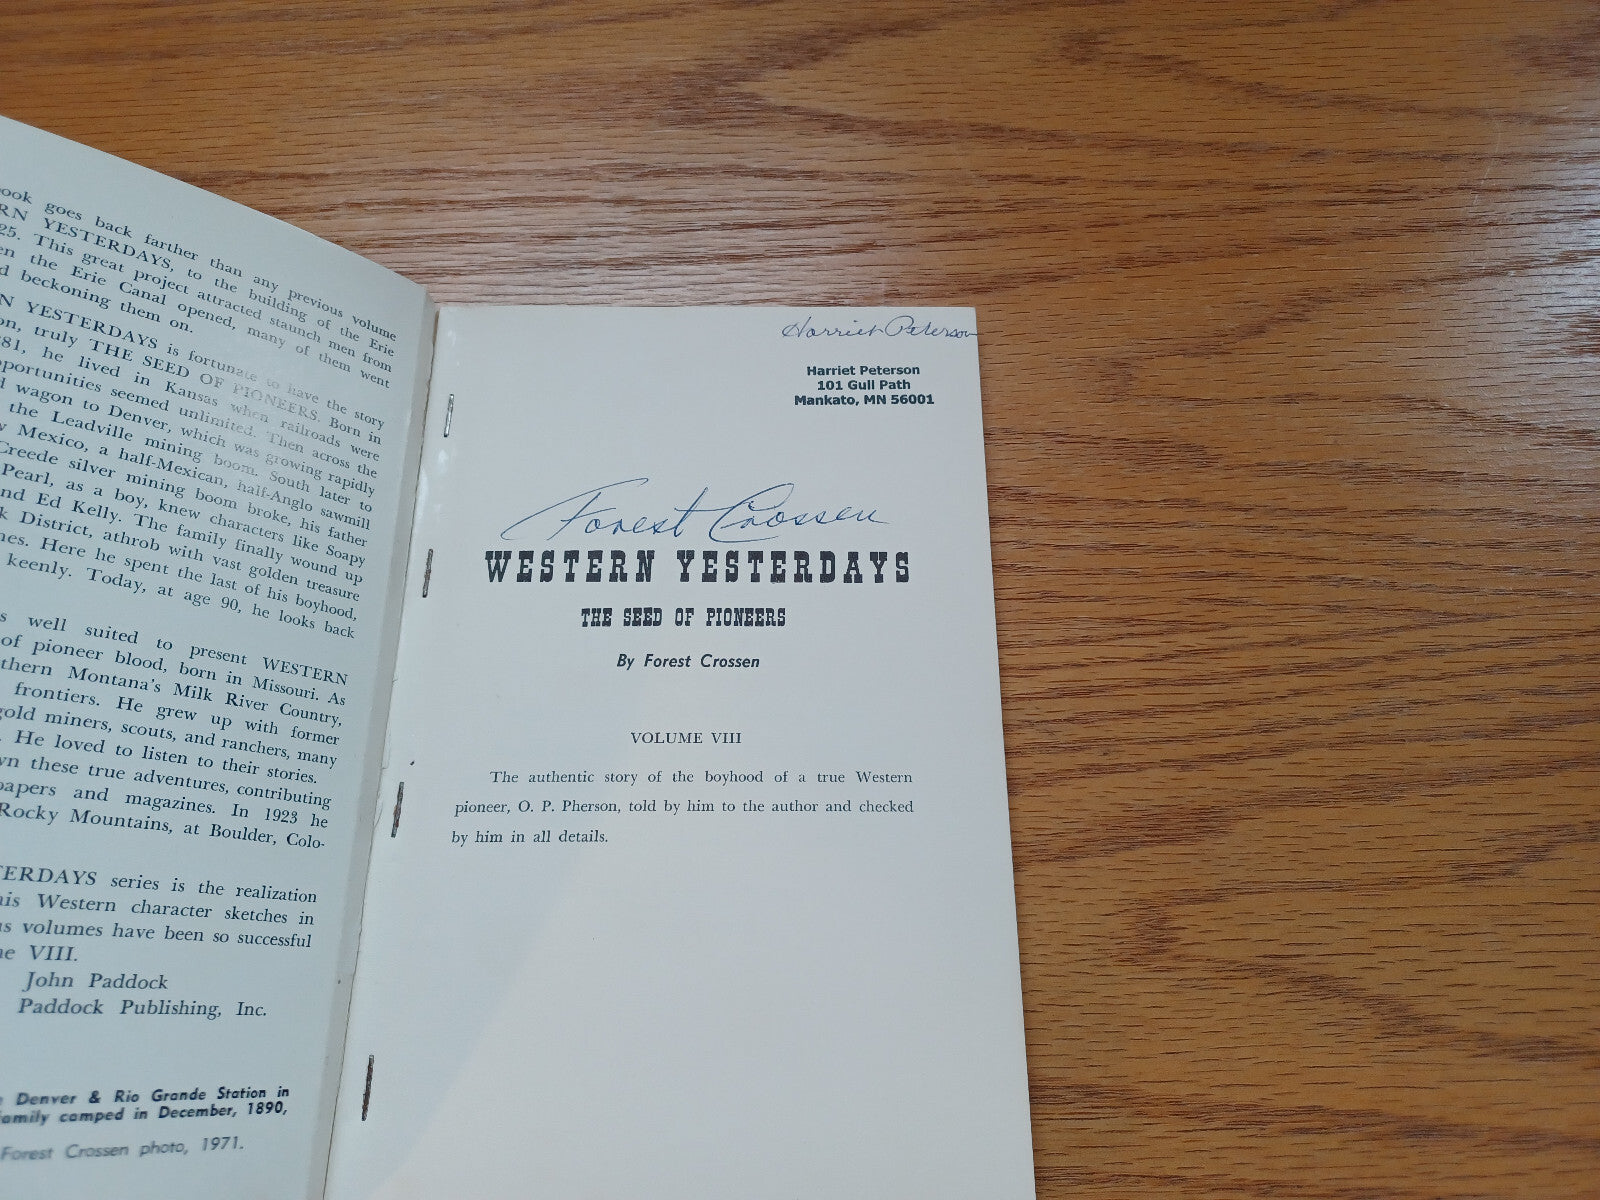 ook goes back farther than any previous volume
RN YESTERDAYS, to the building of the Erie
25. This great project attracted staunch men from
en the Erie Canal opened, many of them went
d beckoning them on.
N YESTERDAYS is fortunate to have the story
on, truly THE SEED OF PIONEERS. Born in
81, he lived in Kansas when railroads were
pportunities seemed unlimited. Then across the
d wagon to Denver, which was growing rapidly
the Leadville mining boom. South later to
w Mexico, a half-Mexican, half-Anglo sawmill
Creede silver mining boom broke, his father
Pearl, as a boy, knew characters like Soapy
nd Ed Kelly. The family finally wound up
k District, athrob with vast golden treasure
nes. Here he spent the last of his boyhood,
keenly. Today, at age 90, he looks back
s well suited to present WESTERN
of pioneer blood, born in Missouri. As
thern Montana's Milk River Country,
frontiers. He grew up with former
gold miners, scouts, and ranchers, many
. He loved to listen to their stories.
wn these true adventures, contributing
papers and magazines. In 1923 he
Rocky Mountains, at Boulder, Colo-
TERDAYS series is the realization
his Western character sketches in
us volumes have been so successful
ne VIII.
John Paddock
Paddock Publishing, Inc.
e Denver & Rio Grande Station in
family camped in December, 1890,
Forest Crossen photo, 1971.
Harriet Peterson
Harriet Peterson
101 Gull Path
Mankato, MN 56001
Forest Crossen
WESTERN YESTERDAYS
THE SEED OF PIONEERS
By Forest Crossen
VOLUME VIII
The authentic story of the boyhood of a true Western
pioneer, O. P. Pherson, told by him to the author and checked
by him in all details.